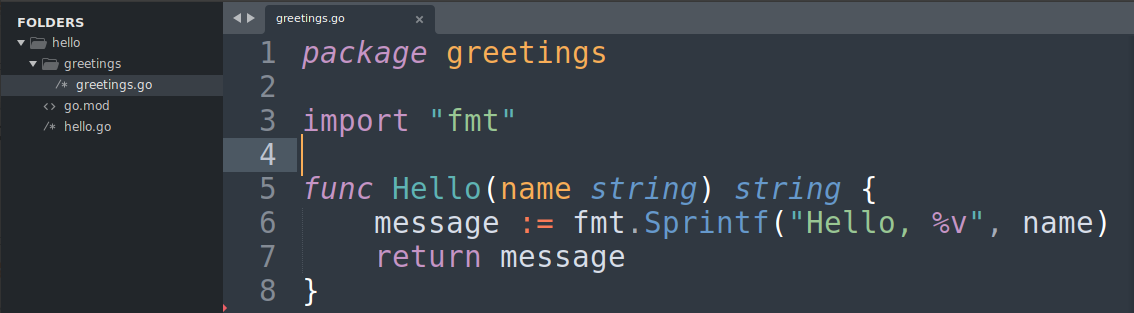 FOLDERS
hello
greetings
/* greetings.go
<> go.mod
/* hello.go
greetings.go ×
1 package greetings
2
3 import "fmt"
4
5 func Hello(name string) string {
6     message := fmt.Sprintf("Hello, %v", name)
7     return message
8 }